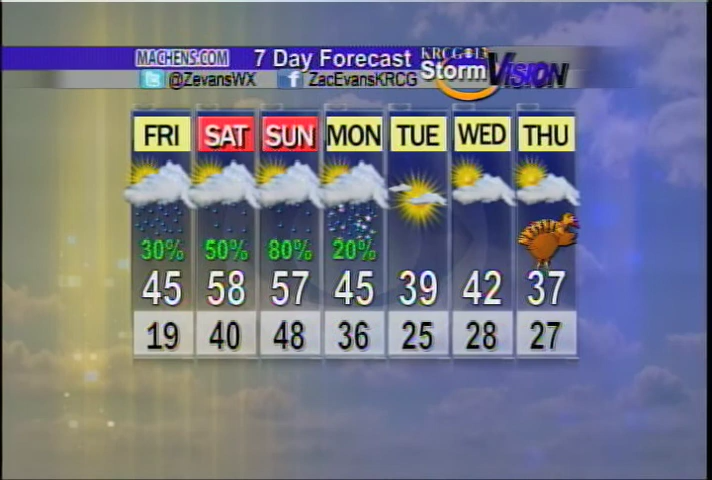 MACHENS.COM 7 Day Forecast KRCG 13
@ZevansWX ZacEvansKRCG StormVISION
FRI SAT SUN MON TUE WED THU
30% 50% 80% 20%
45 58 57 45 39 42 37
19 40 48 36 25 28 27